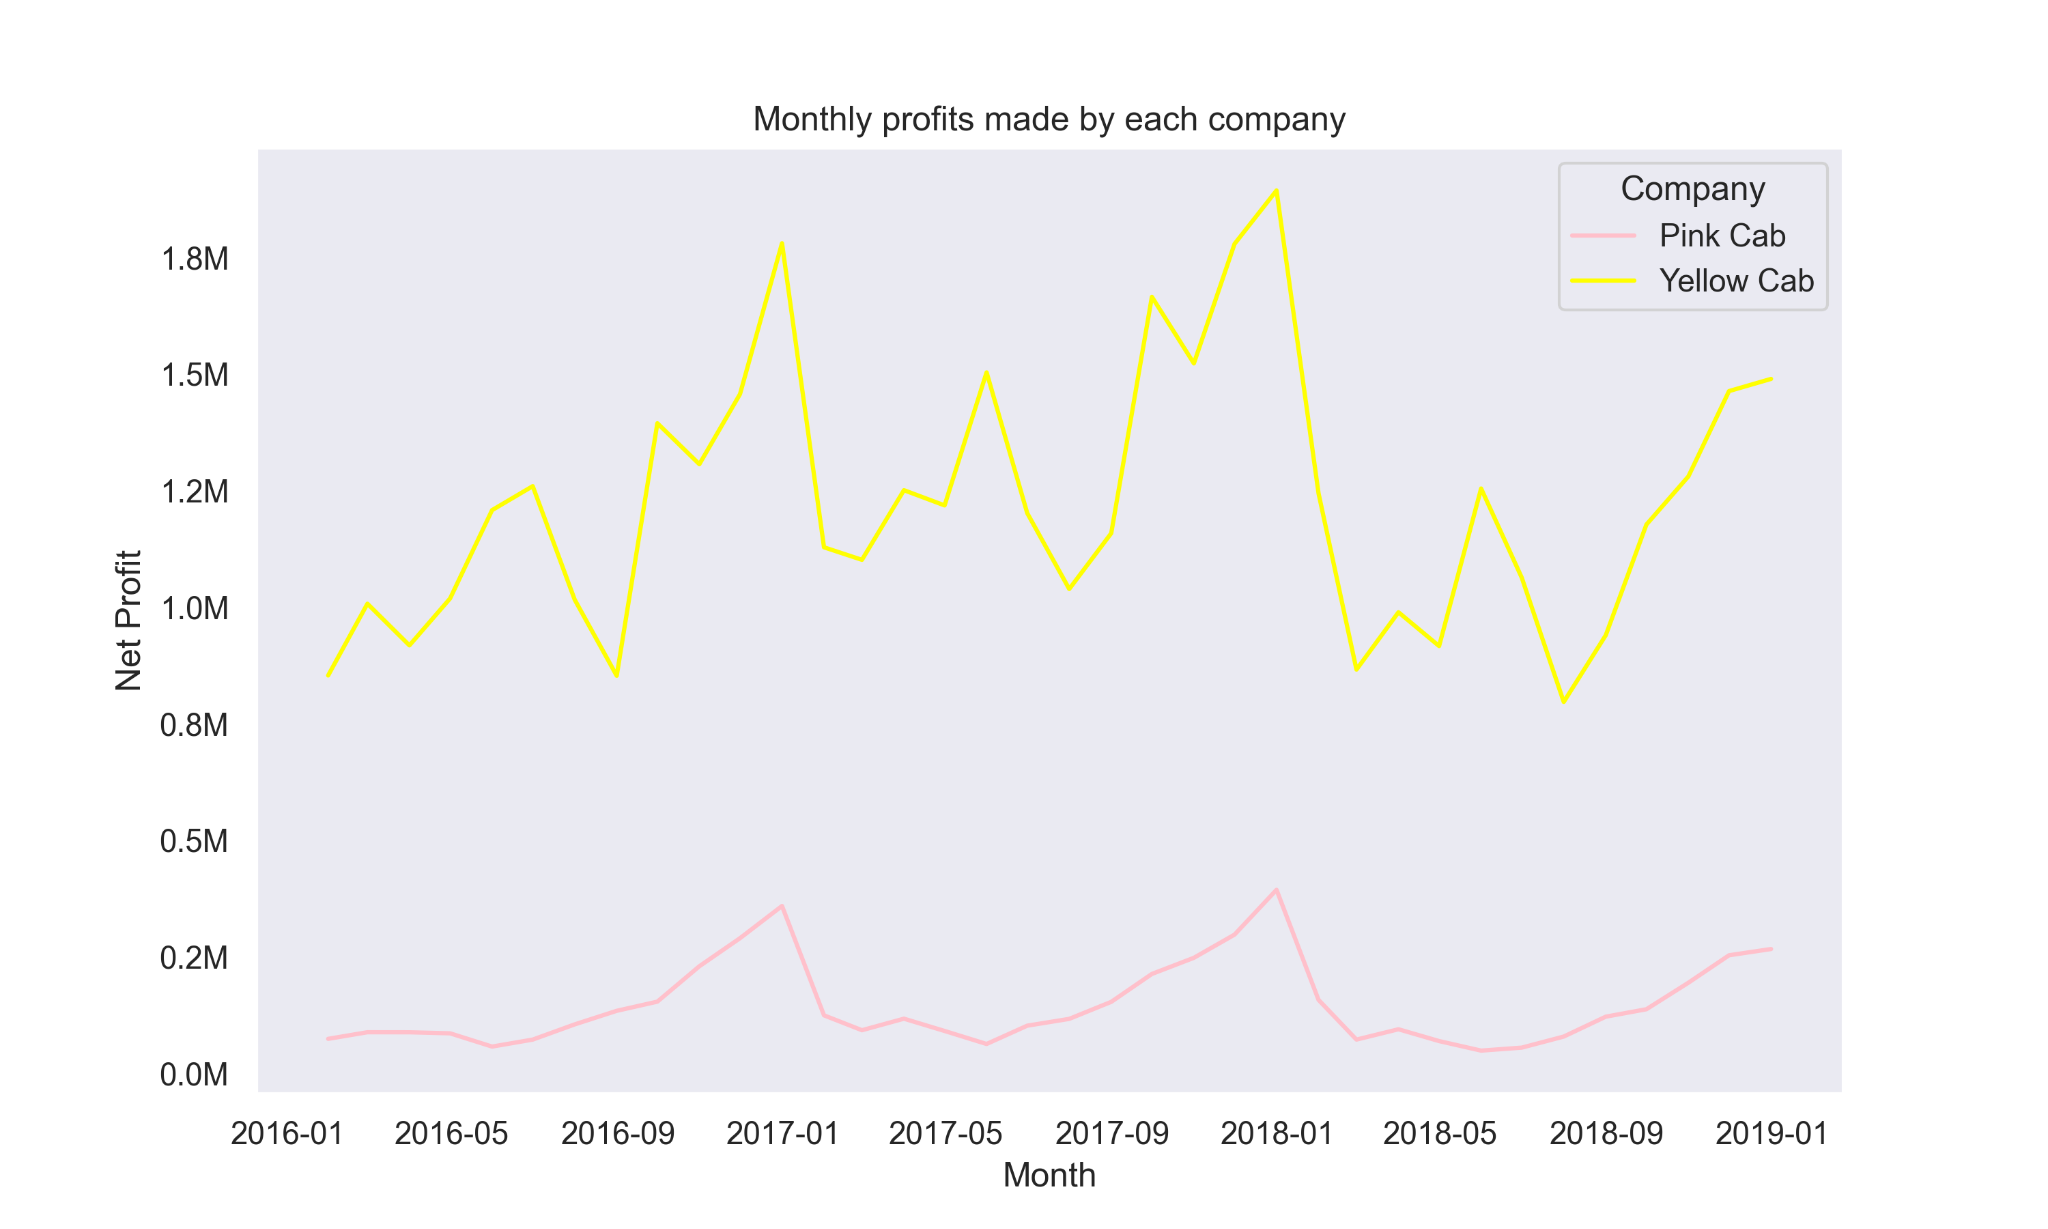 Monthly profits made by each company
Company
Pink Cab
Yellow Cab
1.8M
1.5M
1.2M
1.0M
0.8M
0.5M
0.2M
0.0M
Net Profit
2016-01 2016-05 2016-09 2017-01 2017-05 2017-09 2018-01 2018-05 2018-09 2019-01
Month